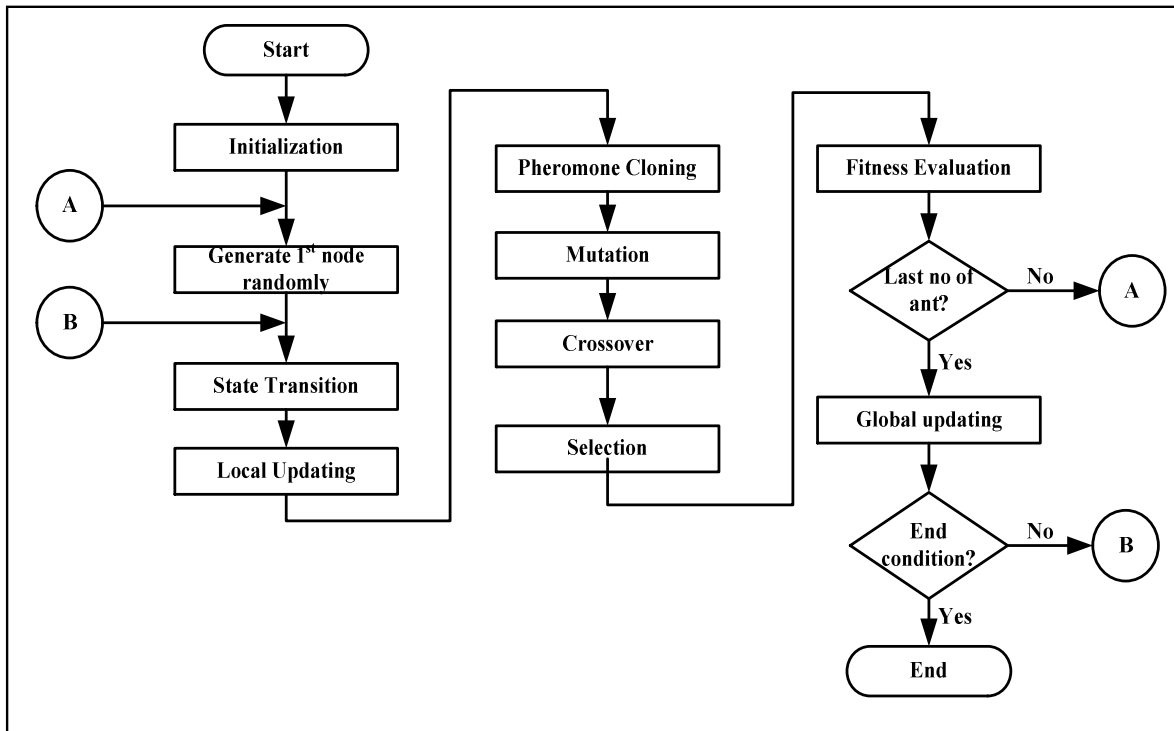 Start
Initialization
A
Generate 1st node
randomly
B
State Transition
Local Updating
Pheromone Cloning
Mutation
Crossover
Selection
Fitness Evaluation
Last no of
ant?
No
A
Yes
Global updating
End
condition?
No
B
Yes
End